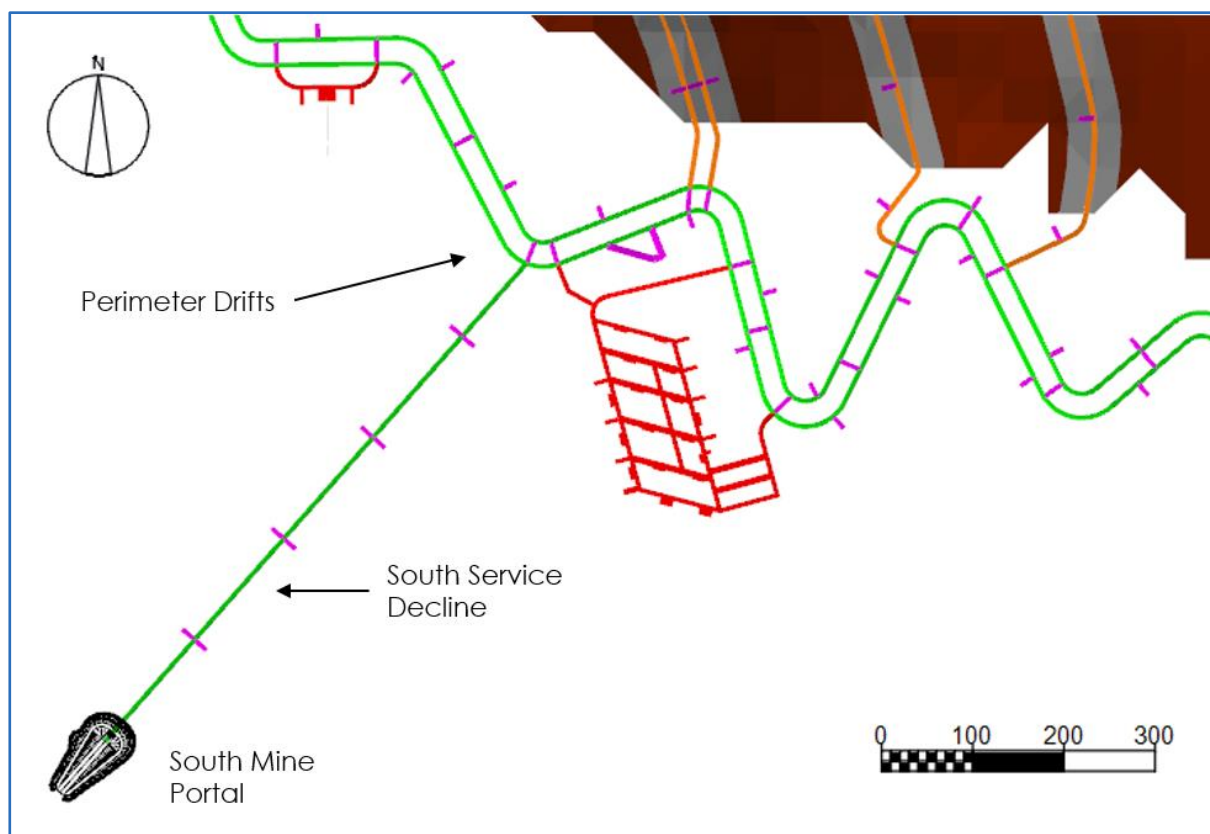 N
Perimeter Drifts
South Service
Decline
South Mine
Portal
0 100 200 300